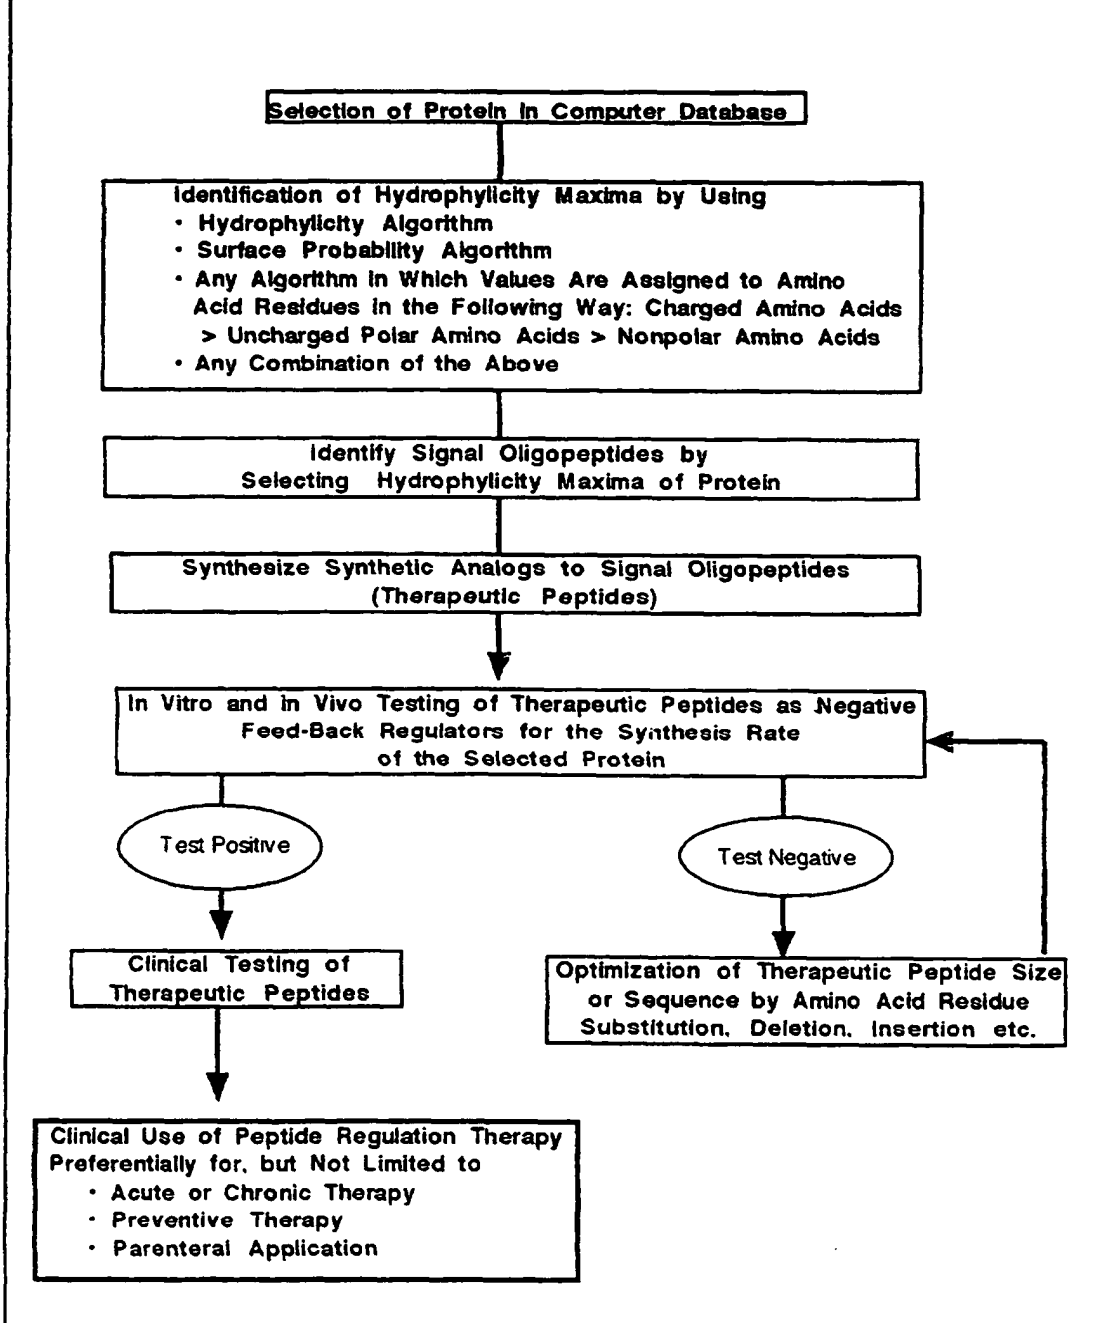 Selection of Protein in Computer Database
Identification of Hydrophylicity Maxima by Using
• Hydrophylicity Algorithm
• Surface Probability Algorithm
• Any Algorithm in Which Values Are Assigned to Amino
Acid Residues in the Following Way: Charged Amino Acids
> Uncharged Polar Amino Acids > Nonpolar Amino Acids
• Any Combination of the Above
Identify Signal Oligopeptides by
Selecting Hydrophylicity Maxima of Protein
Synthesize Synthetic Analogs to Signal Oligopeptides
(Therapeutic Peptides)
In Vitro and in Vivo Testing of Therapeutic Peptides as Negative
Feed-Back Regulators for the Synthesis Rate
of the Selected Protein
Test Positive
Test Negative
Clinical Testing of
Therapeutic Peptides
Optimization of Therapeutic Peptide Size
or Sequence by Amino Acid Residue
Substitution, Deletion, Insertion etc.
Clinical Use of Peptide Regulation Therapy
Preferentially for, but Not Limited to
• Acute or Chronic Therapy
• Preventive Therapy
• Parenteral Application